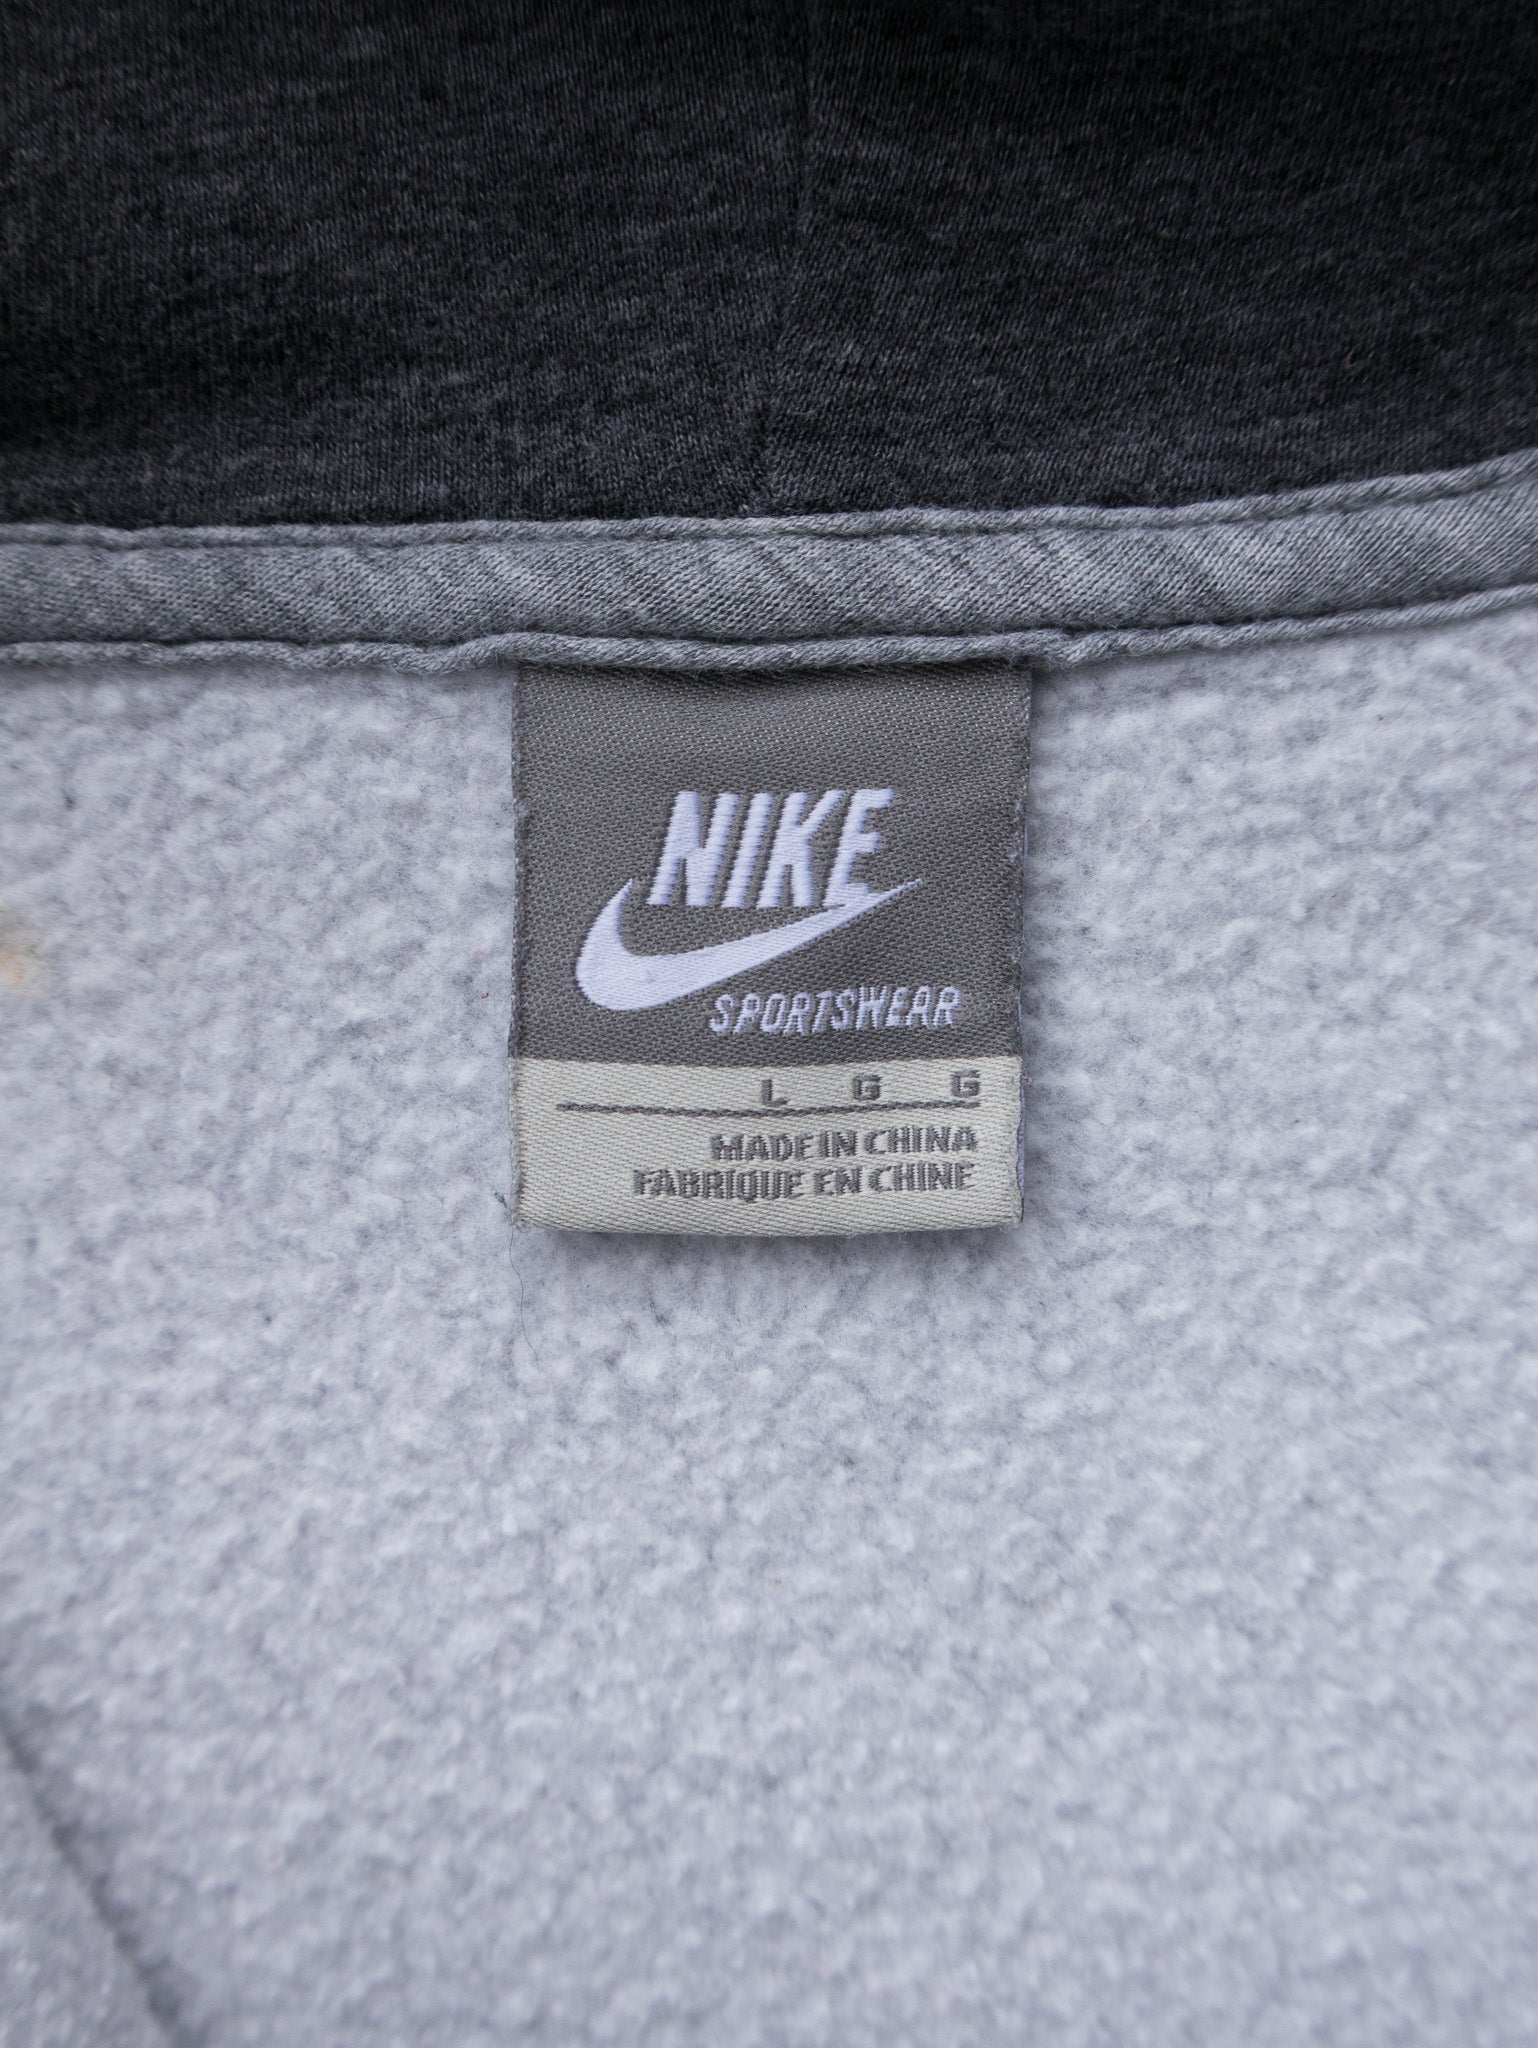 NIKE
SPORTSWEAR
L G G
MADE IN CHINA
FABRIQUE EN CHINE